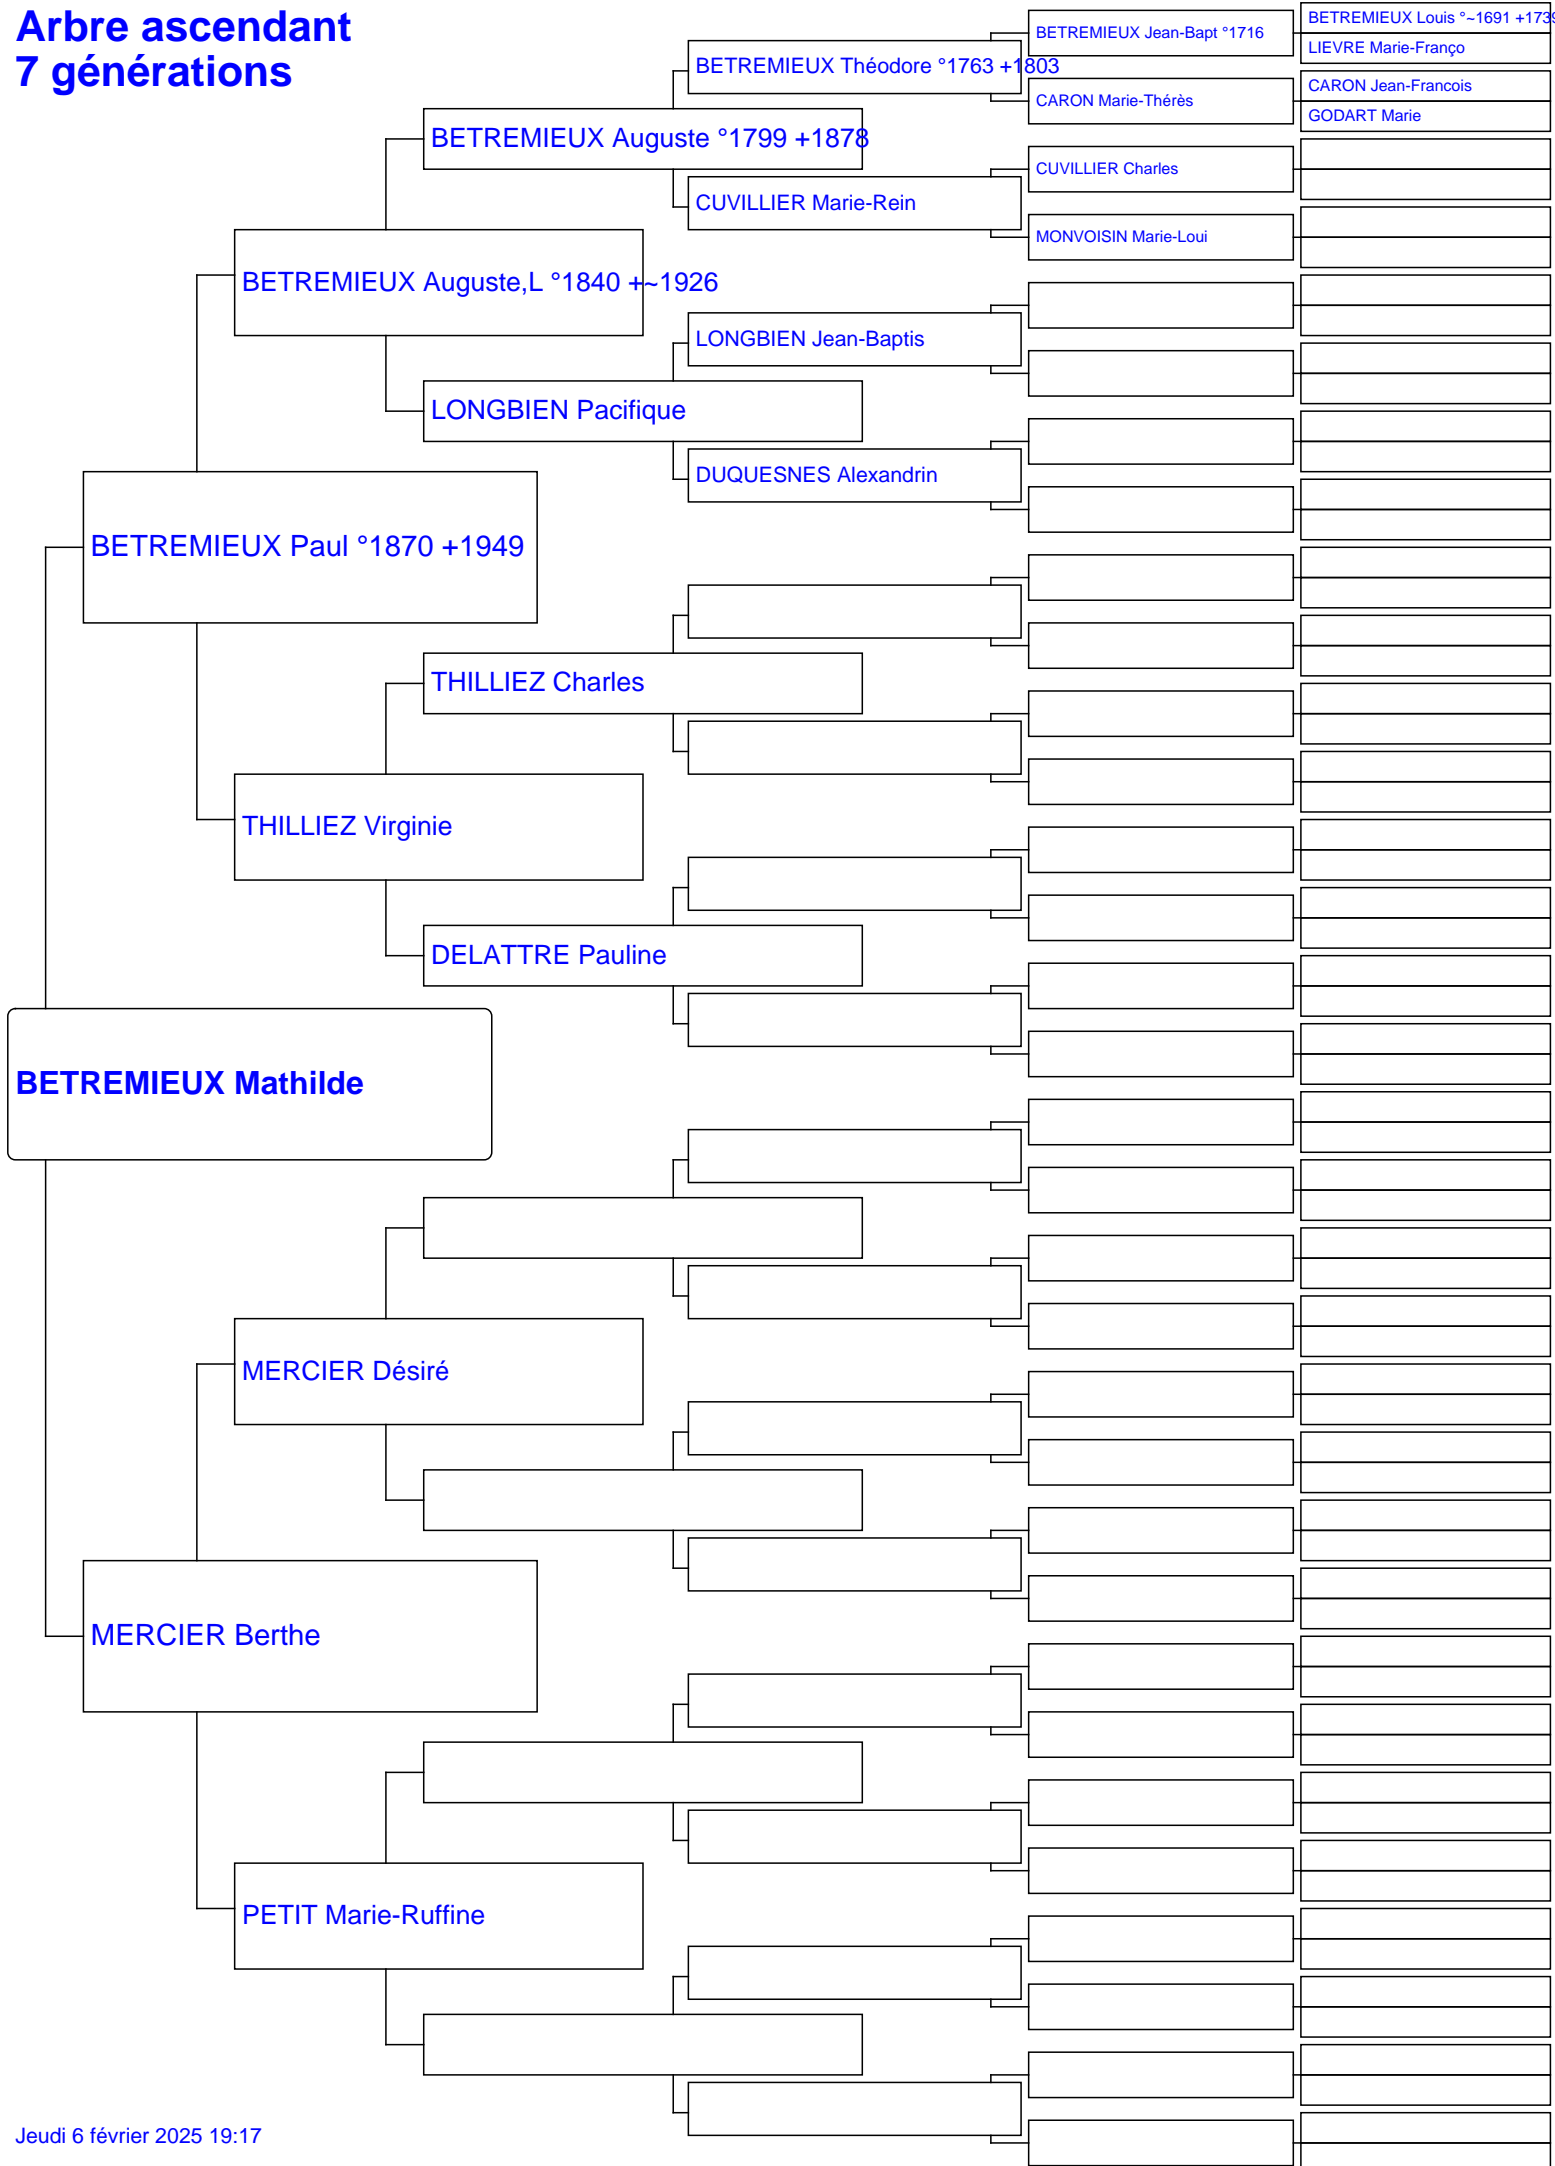 Arbre ascendant
7 générations
BETREMIEUX Louis °~1691 +1739
BETREMIEUX Jean-Bapt °1716
LIEVRE Marie-Franço
BETREMIEUX Théodore °1763 +1803
CARON Jean-Francois
CARON Marie-Thérès
GODART Marie
BETREMIEUX Auguste °1799 +1878
CUVILLIER Charles
CUVILLIER Marie-Rein
MONVOISIN Marie-Loui
BETREMIEUX Auguste,L °1840 +~1926
LONGBIEN Jean-Baptis
LONGBIEN Pacifique
DUQUESNES Alexandrin
BETREMIEUX Paul °1870 +1949
THILLIEZ Charles
THILLIEZ Virginie
DELATTRE Pauline
BETREMIEUX Mathilde
MERCIER Désiré
MERCIER Berthe
PETIT Marie-Ruffine
Jeudi 6 février 2025 19:17